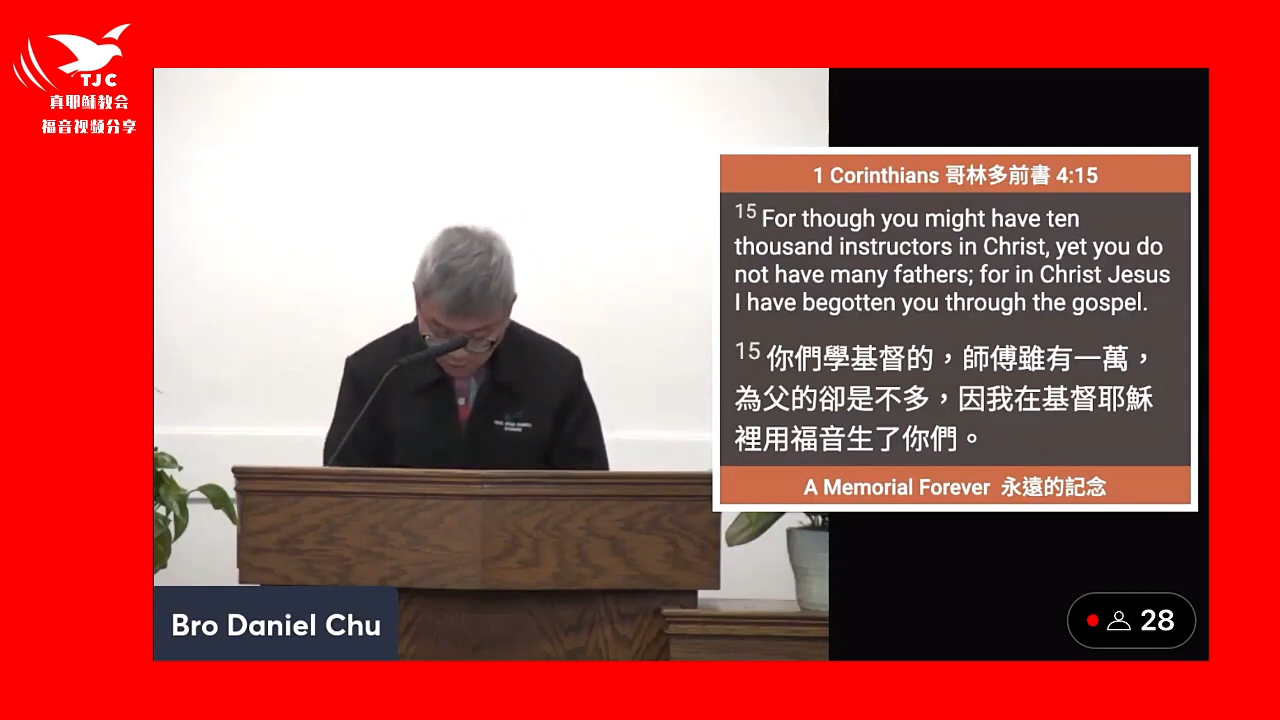 TJC
真耶稣教会
福音视频分享
1 Corinthians 哥林多前書 4:15
15 For though you might have ten
thousand instructors in Christ, yet you do
not have many fathers; for in Christ Jesus
I have begotten you through the gospel.
15 你們學基督的，師傅雖有一萬，
為父的卻是不多，因我在基督耶穌
裡用福音生了你們。
A Memorial Forever 永遠的記念
Bro Daniel Chu
28